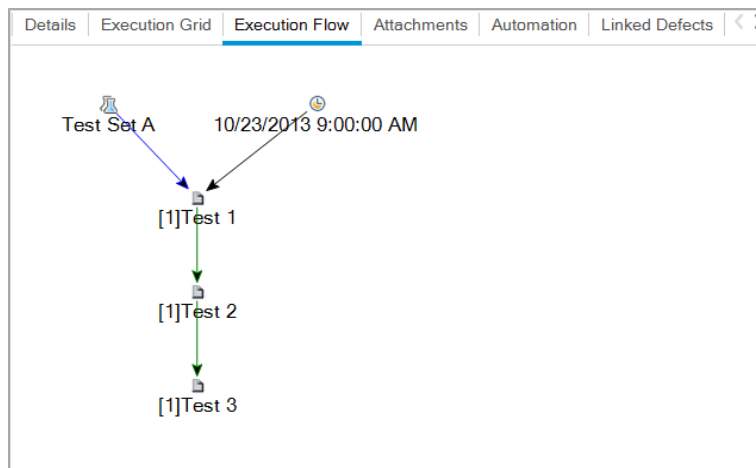 Details Execution Grid Execution Flow Attachments Automation Linked Defects
Test Set A 10/23/2013 9:00:00 AM
[1]Test 1
[1]Test 2
[1]Test 3